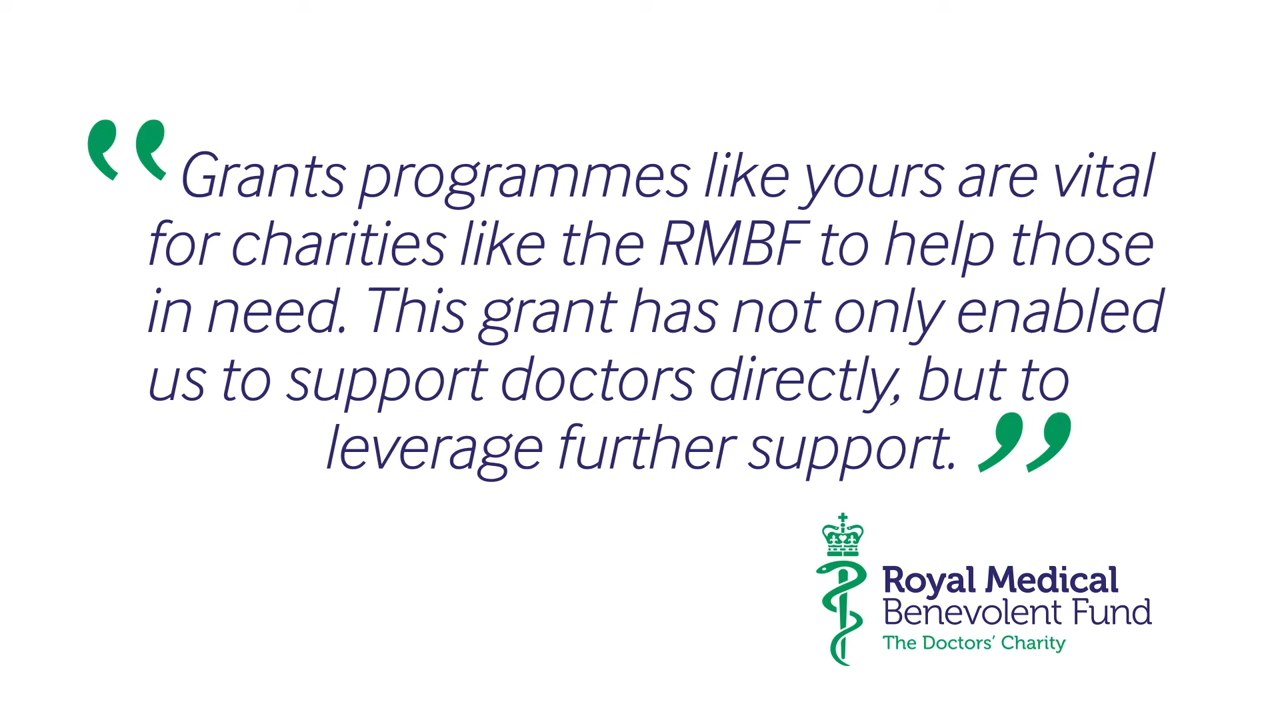 “Grants programmes like yours are vital
for charities like the RMBF to help those
in need. This grant has not only enabled
us to support doctors directly, but to
leverage further support.”
Royal Medical
Benevolent Fund
The Doctors’ Charity